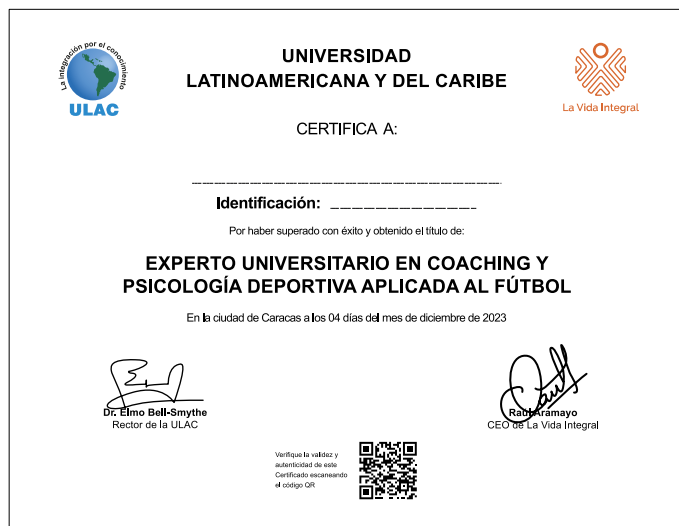 La integración por el conocimiento
ULAC
UNIVERSIDAD
LATINOAMERICANA Y DEL CARIBE
La Vida Integral
CERTIFICA A:
Identificación:
Por haber superado con éxito y obtenido el título de:
EXPERTO UNIVERSITARIO EN COACHING Y
PSICOLOGÍA DEPORTIVA APLICADA AL FÚTBOL
En la ciudad de Caracas a los 04 días del mes de diciembre de 2023
Dr. Elmo Bell-Smythe
Rector de la ULAC
Raúl Aramayo
CEO de La Vida Integral
Verifique la validez y
autenticidad de este
Certificado escaneando
el código QR